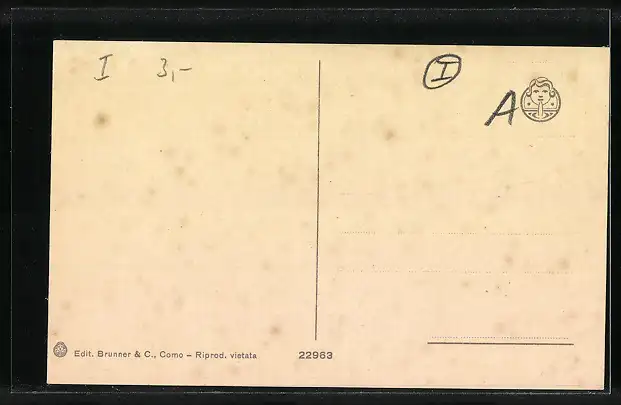 I 3,-
I
A
Edit. Brunner & C., Como – Riprod. vietata 22963